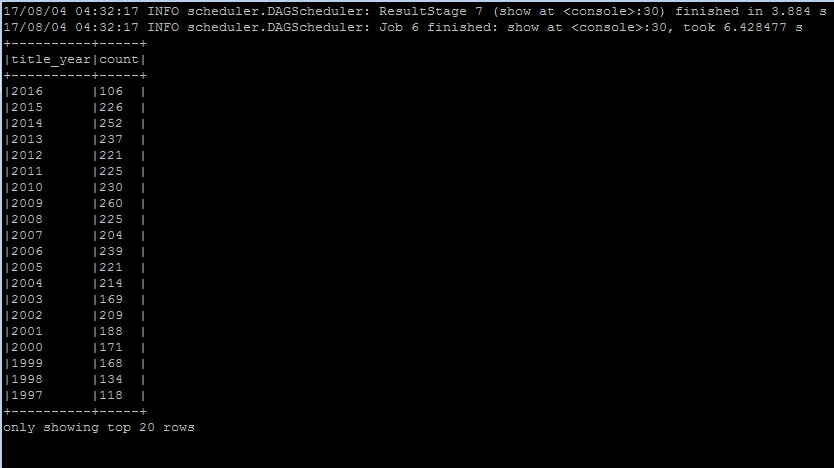 17/08/04 04:32:17 INFO scheduler.DAGScheduler: ResultStage 7 (show at <console>:30) finished in 3.884 s
17/08/04 04:32:17 INFO scheduler.DAGScheduler: Job 6 finished: show at <console>:30, took 6.428477 s
+----------+-----+
|title_year|count|
+----------+-----+
|2016      |106  |
|2015      |226  |
|2014      |252  |
|2013      |237  |
|2012      |221  |
|2011      |225  |
|2010      |230  |
|2009      |260  |
|2008      |225  |
|2007      |204  |
|2006      |239  |
|2005      |221  |
|2004      |214  |
|2003      |169  |
|2002      |209  |
|2001      |188  |
|2000      |171  |
|1999      |168  |
|1998      |134  |
|1997      |118  |
+----------+-----+
only showing top 20 rows